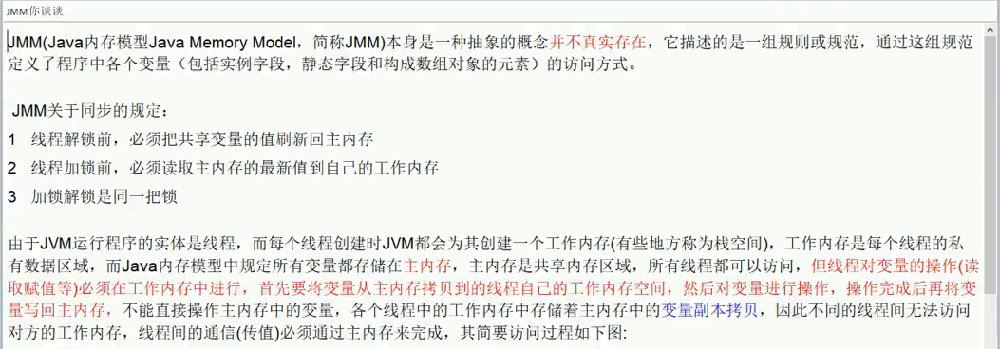 JMM你谈谈
JMM(Java内存模型Java Memory Model，简称JMM)本身是一种抽象的概念并不真实存在，它描述的是一组规则或规范，通过这组规范
定义了程序中各个变量（包括实例字段，静态字段和构成数组对象的元素）的访问方式。
JMM关于同步的规定：
1 线程解锁前，必须把共享变量的值刷新回主内存
2 线程加锁前，必须读取主内存的最新值到自己的工作内存
3 加锁解锁是同一把锁
由于JVM运行程序的实体是线程，而每个线程创建时JVM都会为其创建一个工作内存(有些地方称为栈空间)，工作内存是每个线程的私
有数据区域，而Java内存模型中规定所有变量都存储在主内存，主内存是共享内存区域，所有线程都可以访问，但线程对变量的操作(读
取赋值等)必须在工作内存中进行，首先要将变量从主内存拷贝到的线程自己的工作内存空间，然后对变量进行操作，操作完成后再将变
量写回主内存，不能直接操作主内存中的变量，各个线程中的工作内存中存储着主内存中的变量副本拷贝，因此不同的线程间无法访问
对方的工作内存，线程间的通信(传值)必须通过主内存来完成，其简要访问过程如下图: